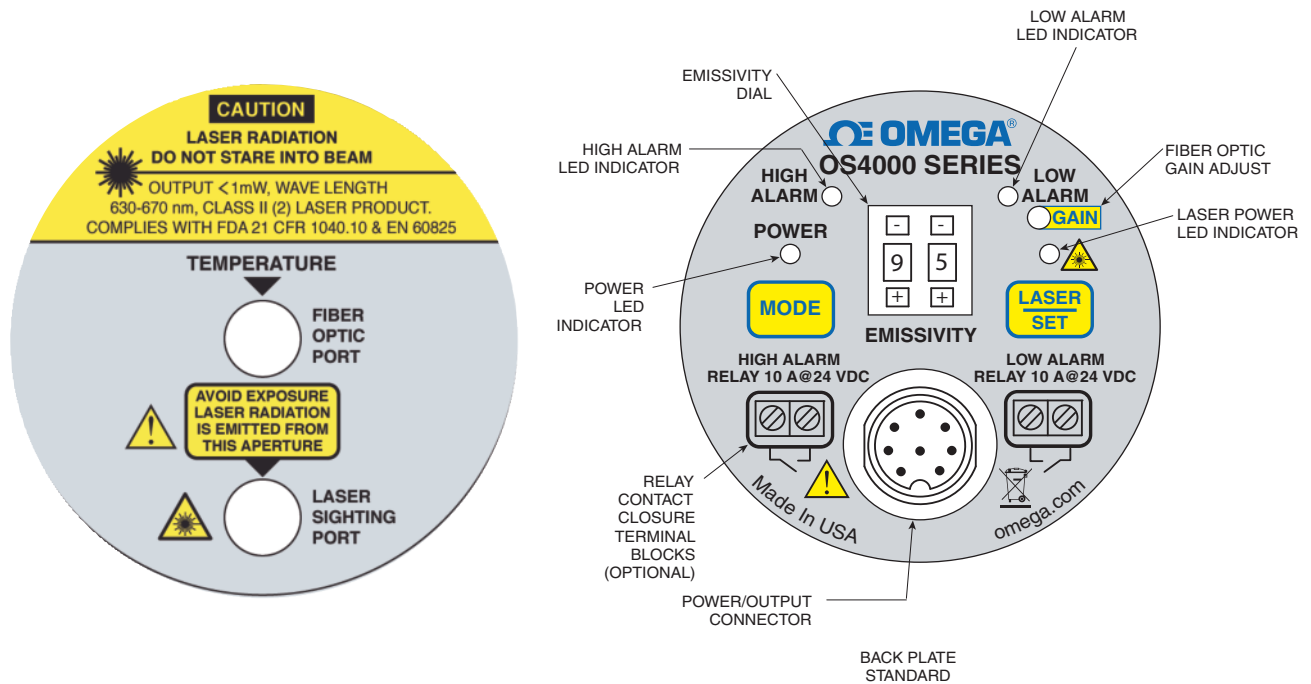 CAUTION
LASER RADIATION
DO NOT STARE INTO BEAM
OUTPUT <1mW, WAVE LENGTH
630-670 nm, CLASS II (2) LASER PRODUCT.
COMPLIES WITH FDA 21 CFR 1040.10 & EN 60825
TEMPERATURE
FIBER
OPTIC
PORT
AVOID EXPOSURE
LASER RADIATION
IS EMITTED FROM
THIS APERTURE
LASER
SIGHTING
PORT
LOW ALARM
LED INDICATOR
EMISSIVITY
DIAL
HIGH ALARM
LED INDICATOR
FIBER OPTIC
GAIN ADJUST
LASER POWER
LED INDICATOR
POWER
LED
INDICATOR
OMEGA®
OS4000 SERIES
HIGH
ALARM
LOW
ALARM
GAIN
POWER
- -
9 5
+ +
MODE
LASER
SET
EMISSIVITY
HIGH ALARM
RELAY 10 A@24 VDC
LOW ALARM
RELAY 10 A@24 VDC
Made In USA
omega.com
RELAY
CONTACT
CLOSURE
TERMINAL
BLOCKS
(OPTIONAL)
POWER/OUTPUT
CONNECTOR
BACK PLATE
STANDARD